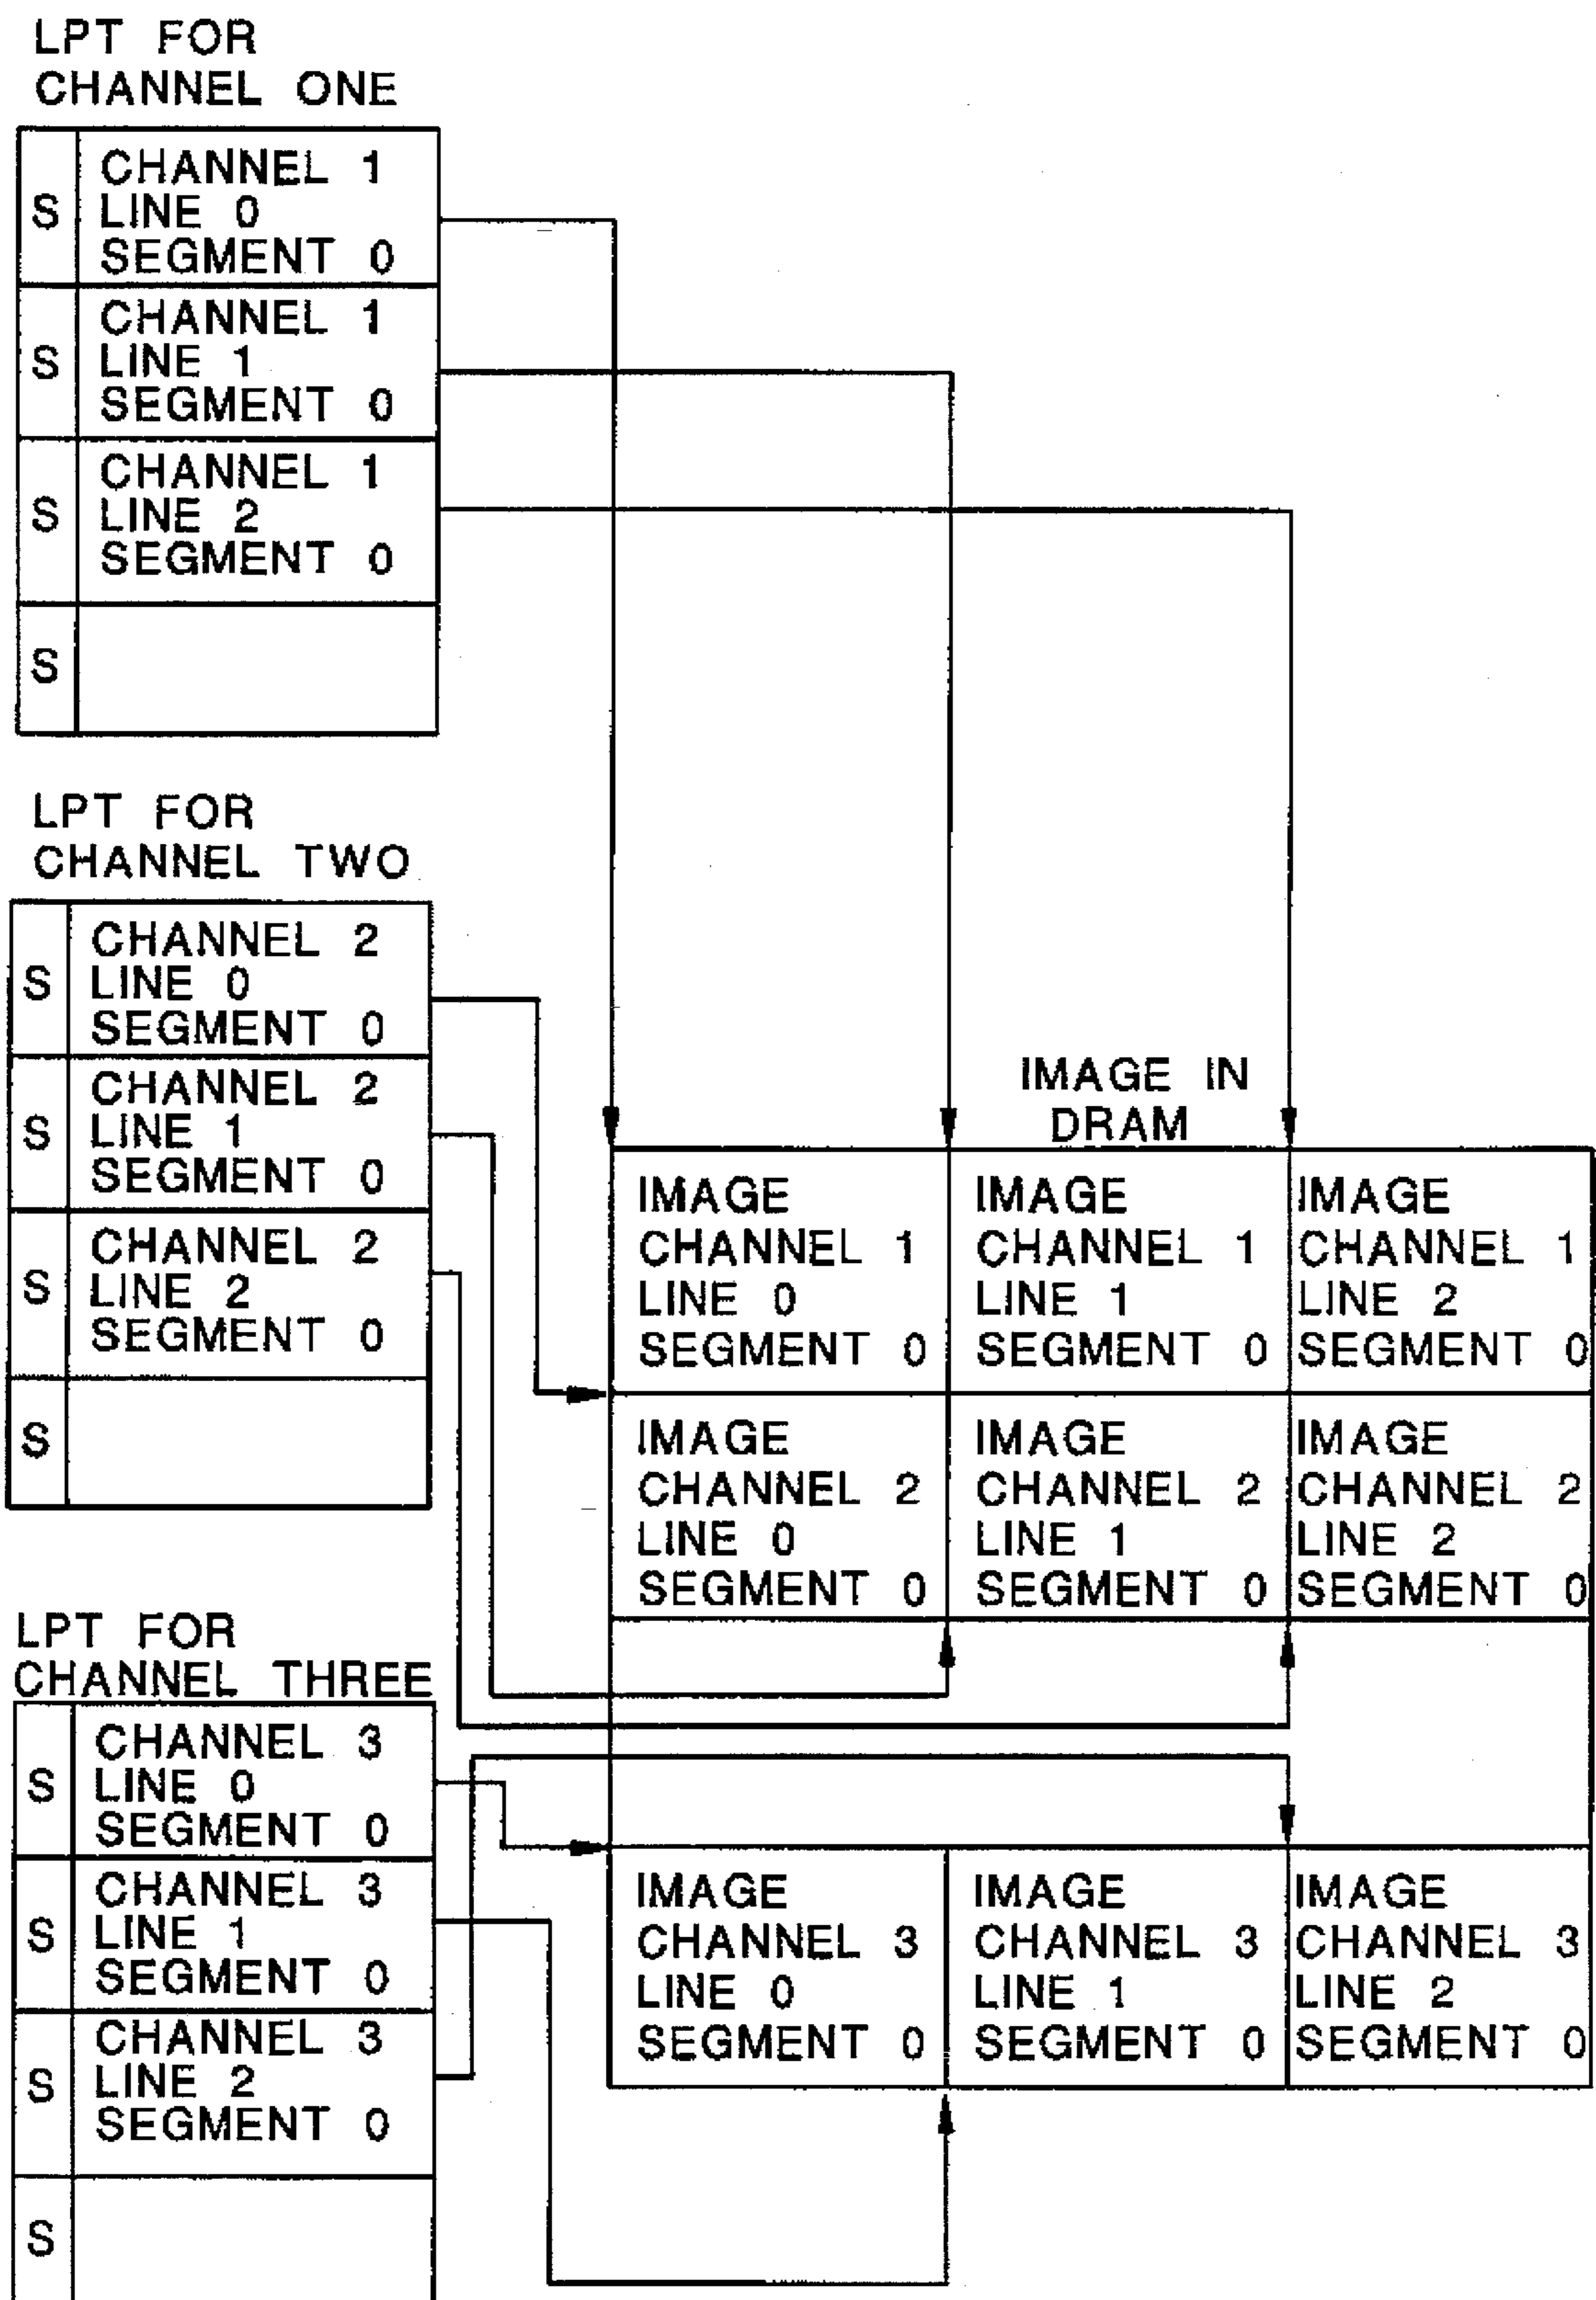 LPT FOR
CHANNEL ONE
S
CHANNEL 1
LINE 0
SEGMENT 0
S
CHANNEL 1
LINE 1
SEGMENT 0
S
CHANNEL 1
LINE 2
SEGMENT 0
S
LPT FOR
CHANNEL TWO
S
CHANNEL 2
LINE 0
SEGMENT 0
S
CHANNEL 2
LINE 1
SEGMENT 0
S
CHANNEL 2
LINE 2
SEGMENT 0
S
LPT FOR
CHANNEL THREE
S
CHANNEL 3
LINE 0
SEGMENT 0
S
CHANNEL 3
LINE 1
SEGMENT 0
S
CHANNEL 3
LINE 2
SEGMENT 0
S
IMAGE IN
DRAM
IMAGE
CHANNEL 1
LINE 0
SEGMENT 0
IMAGE
CHANNEL 1
LINE 1
SEGMENT 0
IMAGE
CHANNEL 1
LINE 2
SEGMENT 0
IMAGE
CHANNEL 2
LINE 0
SEGMENT 0
IMAGE
CHANNEL 2
LINE 1
SEGMENT 0
IMAGE
CHANNEL 2
LINE 2
SEGMENT 0
IMAGE
CHANNEL 3
LINE 0
SEGMENT 0
IMAGE
CHANNEL 3
LINE 1
SEGMENT 0
IMAGE
CHANNEL 3
LINE 2
SEGMENT 0